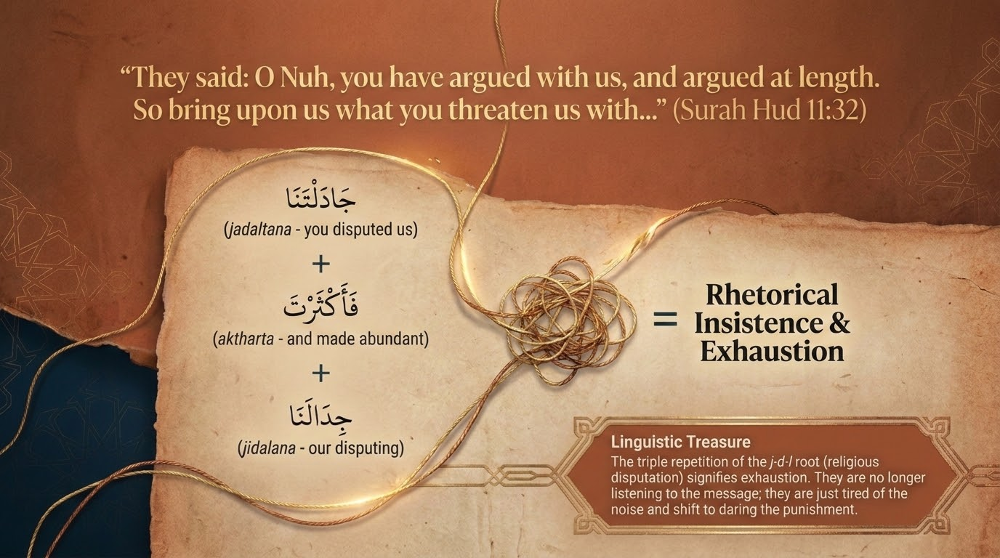 “They said: O Nuh, you have argued with us, and argued at length.
So bring upon us what you threaten us with...” (Surah Hud 11:32)
جَادَلْتَنَا
(jadaltana - you disputed us)
+
فَأَكْثَرْتَ
(aktharta - and made abundant)
+
جِدَالَنَا
(jidalana - our disputing)
=
Rhetorical
Insistence &
Exhaustion
Linguistic Treasure
The triple repetition of the j-d-l root (religious
disputation) signifies exhaustion. They are no longer
listening to the message; they are just tired of the
noise and shift to daring the punishment.